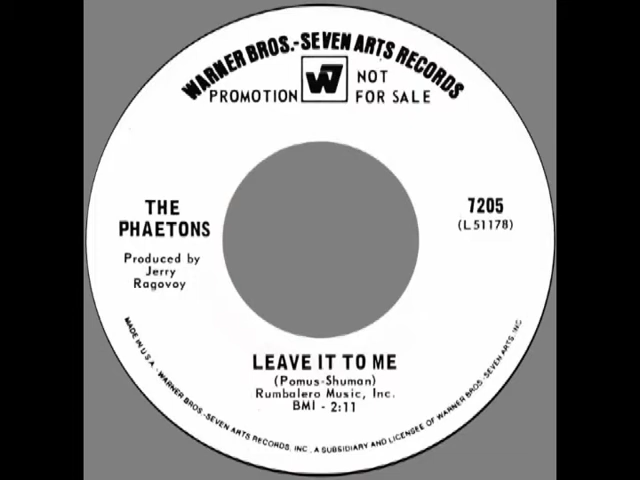 WARNER BROS.-SEVEN ARTS RECORDS
PROMOTION W7 NOT
FOR SALE
THE
PHAETONS
Produced by
Jerry
Ragovoy
7205
(L 51178)
LEAVE IT TO ME
(Pomus-Shuman)
Rumbalero Music, Inc.
BMI - 2:11
MADE IN U.S.A. - WARNER BROS.-SEVEN ARTS RECORDS, INC., A SUBSIDIARY AND LICENSEE OF WARNER BROS.-SEVEN ARTS, INC.